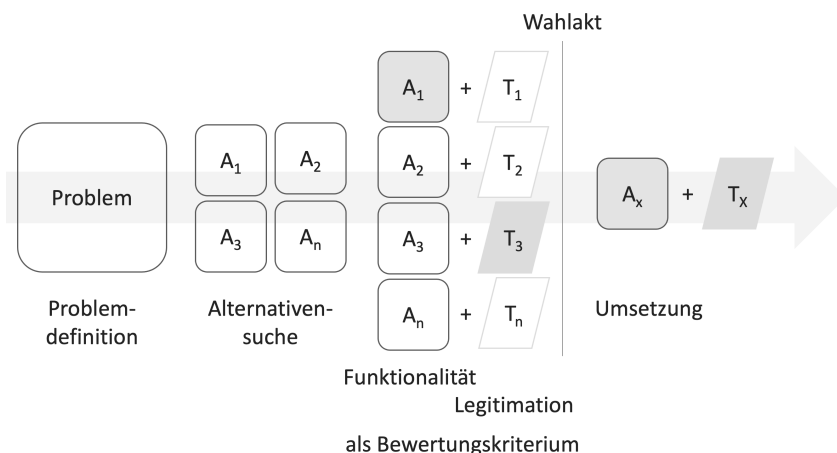 Wahlakt
Problem
A1 A2
A3 An
A1 + T1
A2 + T2
A3 + T3
An + Tn
Ax + TX
Problem-
definition
Alternativen-
suche
Umsetzung
Funktionalität
Legitimation
als Bewertungskriterium